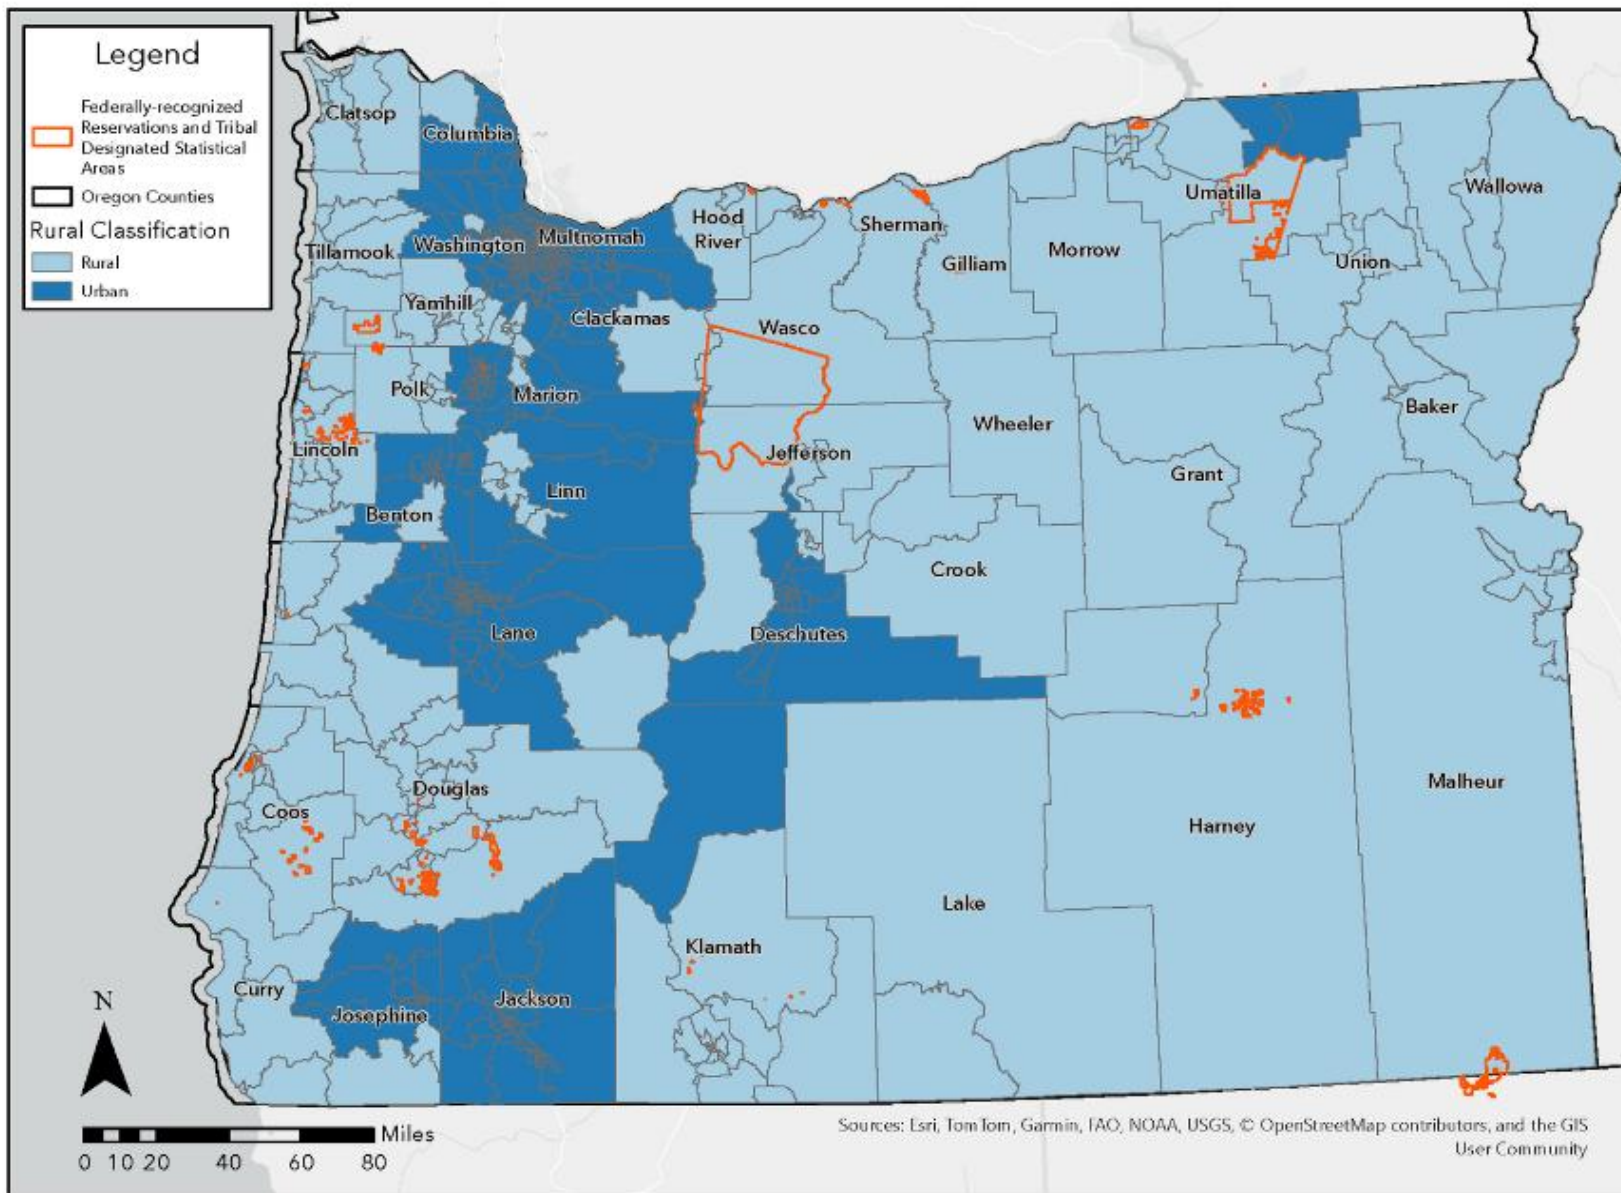 Legend
Federally-recognized
Reservations and Tribal
Designated Statistical
Areas
Oregon Counties
Rural Classification
Rural
Urban
Clatsop
Columbia
Tillamook
Washington
Multnomah
Hood
River
Sherman
Gilliam
Morrow
Umatilla
Union
Wallowa
Yamhill
Clackamas
Wasco
Polk
Marion
Lincoln
Jefferson
Wheeler
Grant
Baker
Benton
Linn
Crook
Lane
Deschutes
Douglas
Coos
Harney
Malheur
Lake
Klamath
Curry
Josephine
Jackson
N
Miles
0 10 20 40 60 80
Sources: Esri, TomTom, Garmin, FAO, NOAA, USGS, © OpenStreetMap contributors, and the GIS
User Community